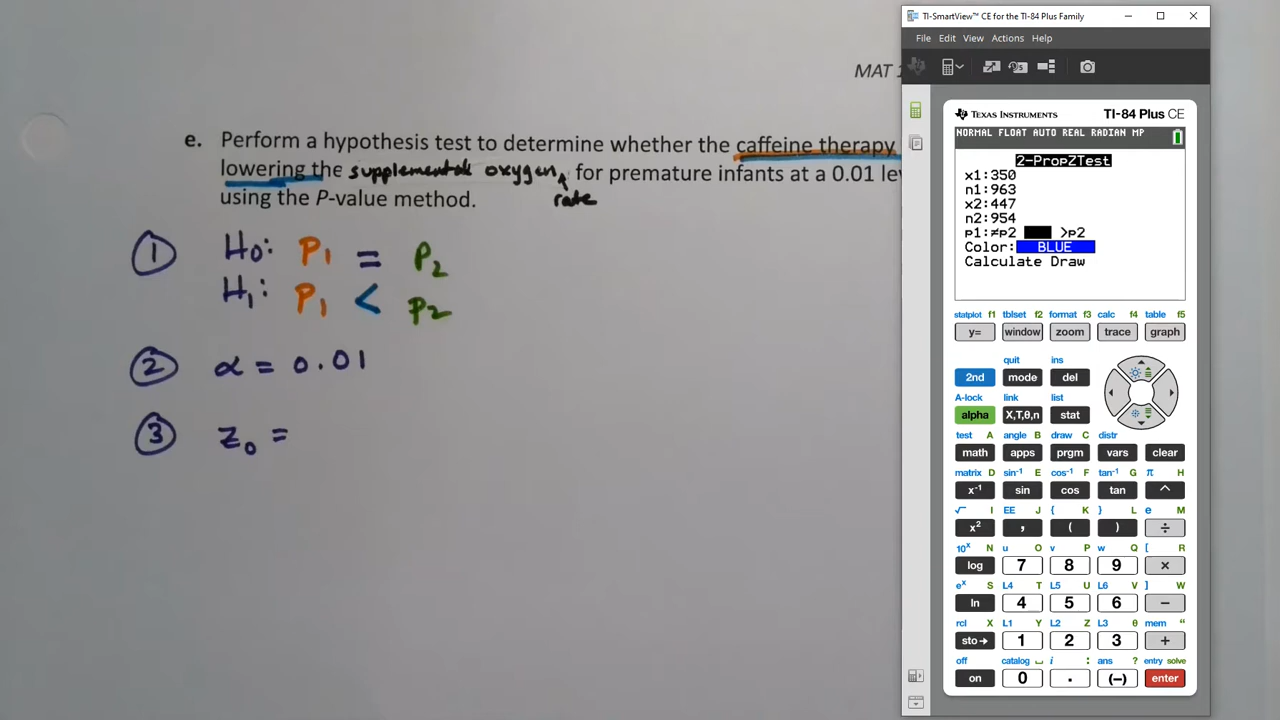 TI-SmartView™ CE for the TI-84 Plus Family
File Edit View Actions Help
MAT 1
e. Perform a hypothesis test to determine whether the caffeine therapy
lowering the supplemental oxygen for premature infants at a 0.01 lev
rate
using the P-value method.
1 H0: P1 = P2
H1: P1 < P2
2 α = 0.01
3 z0 =
TEXAS INSTRUMENTS TI-84 Plus CE
NORMAL FLOAT AUTO REAL RADIAN MP
2-PropZTest
x1:350
n1:963
x2:447
n2:954
p1:≠p2 >p2
Color: BLUE
Calculate Draw
statplot f1 tblset f2 format f3 calc f4 table f5
y= window zoom trace graph
quit ins
2nd mode del
A-lock link list
alpha X,T,θ,n stat
test A angle B draw C distr
math apps prgm vars clear
matrix D sin⁻¹ E cos⁻¹ F tan⁻¹ G π H
x⁻¹ sin cos tan ^
√ I EE J { K } L e M
x² , ( ) ÷
10ˣ N u O v P w Q [ R
log 7 8 9 ×
eˣ S L4 T L5 U L6 V ] W
ln 4 5 6 −
rcl X L1 Y L2 Z L3 θ mem “
sto→ 1 2 3 +
off catalog ⎵ i : ans ? entry solve
on 0 . (−) enter